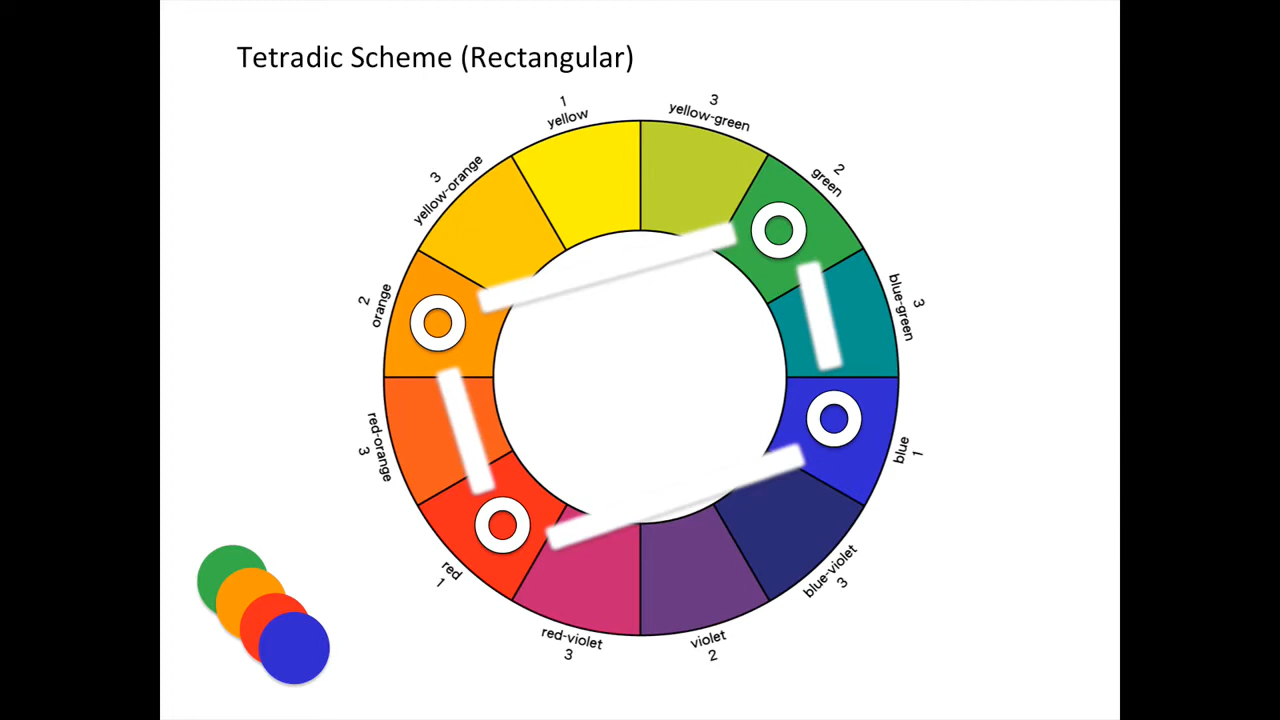 Tetradic Scheme (Rectangular)
1
yellow
3
yellow-green
2
green
3
blue-green
blue
1
blue-violet
3
violet
2
red-violet
3
red
1
red-orange
3
2
orange
3
yellow-orange